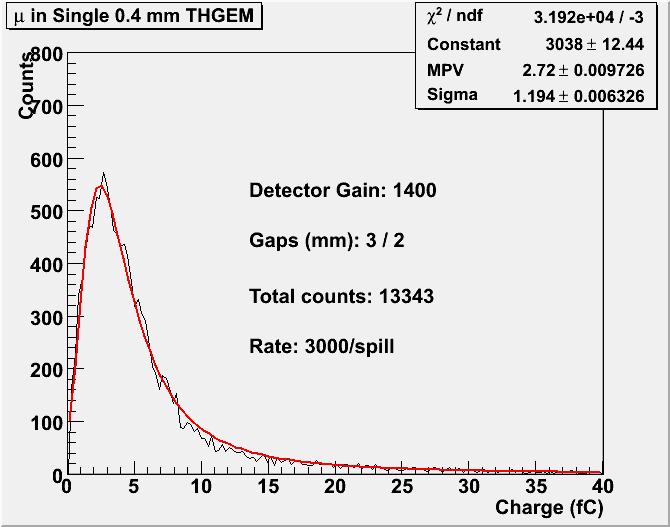 μ in Single 0.4 mm THGEM
χ² / ndf 3.192e+04 / -3
Constant 3038 ± 12.44
MPV 2.72 ± 0.009726
Sigma 1.194 ± 0.006326
Counts
800
700
600
500
400
300
200
100
0
Detector Gain: 1400
Gaps (mm): 3 / 2
Total counts: 13343
Rate: 3000/spill
0 5 10 15 20 25 30 35 40
Charge (fC)